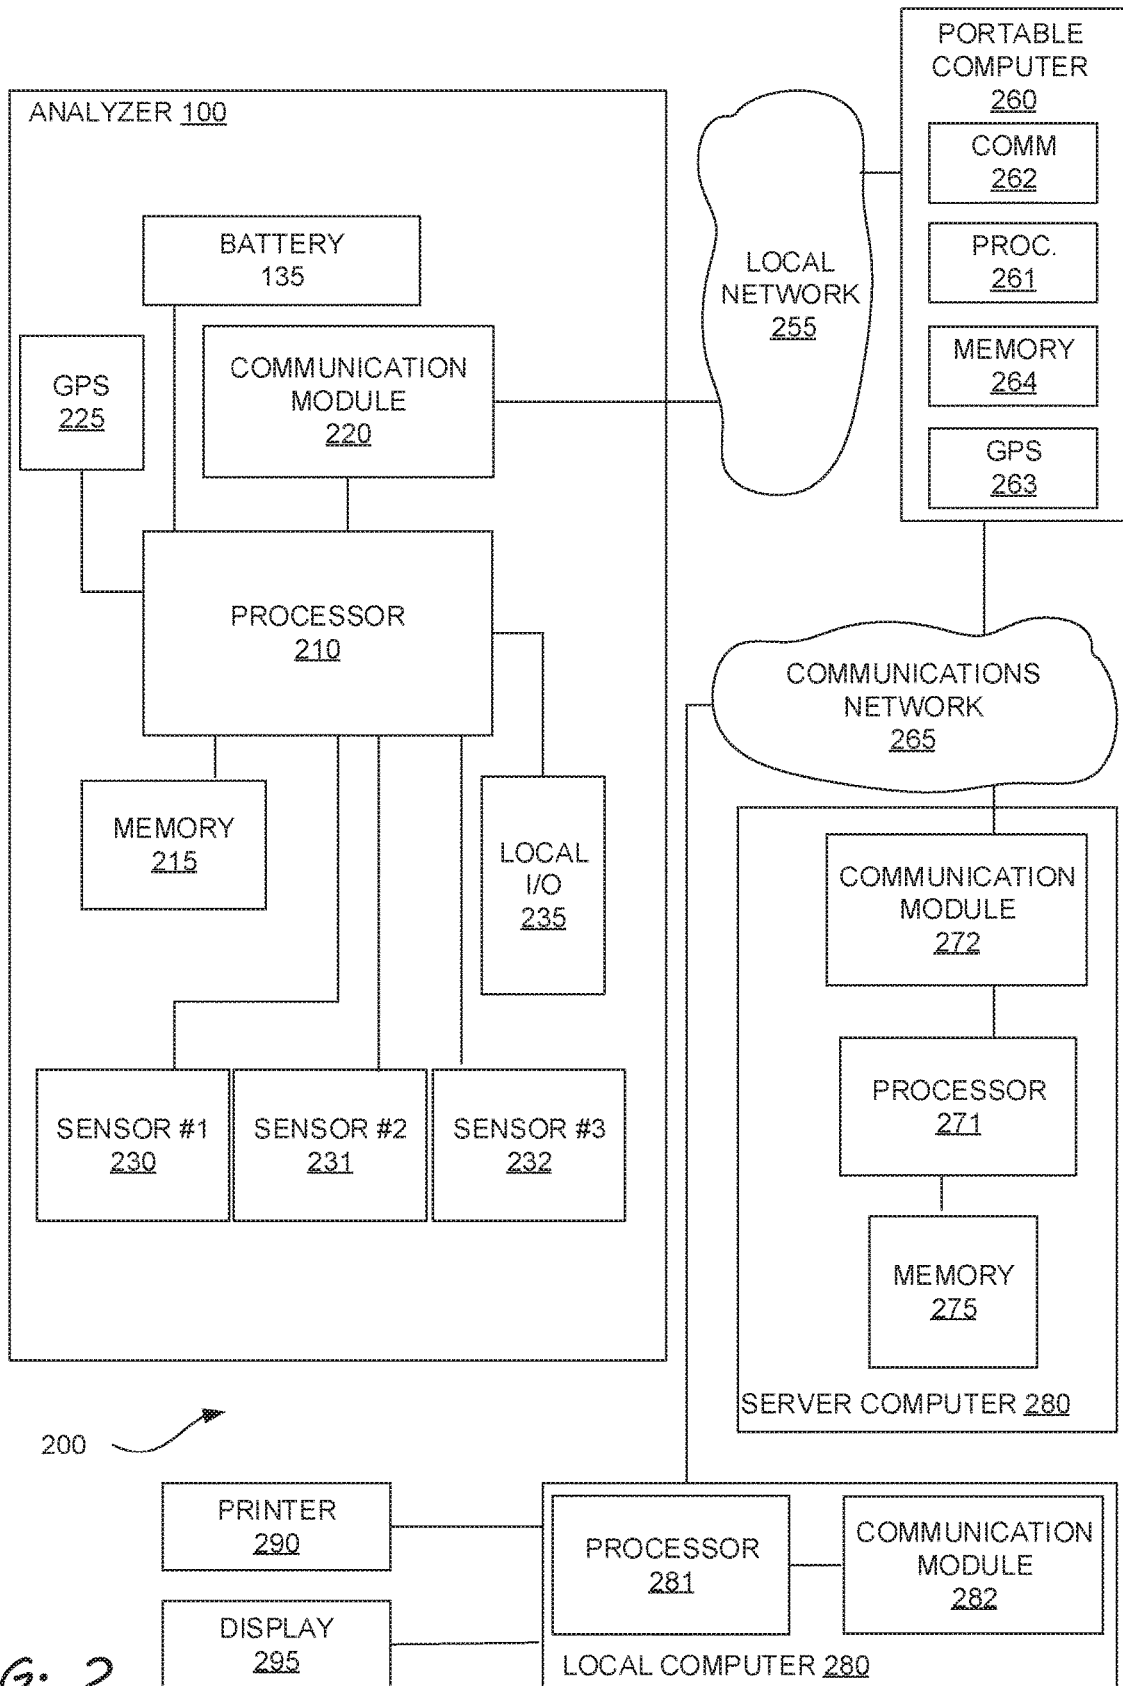 PORTABLE
COMPUTER
260
COMM
262
PROC.
261
MEMORY
264
GPS
263
ANALYZER 100
BATTERY
135
GPS
225
COMMUNICATION
MODULE
220
LOCAL
NETWORK
255
PROCESSOR
210
MEMORY
215
LOCAL
I/O
235
SENSOR #1
230
SENSOR #2
231
SENSOR #3
232
COMMUNICATIONS
NETWORK
265
COMMUNICATION
MODULE
272
PROCESSOR
271
MEMORY
275
SERVER COMPUTER 280
200
PRINTER
290
DISPLAY
295
PROCESSOR
281
COMMUNICATION
MODULE
282
LOCAL COMPUTER 280
G. 2